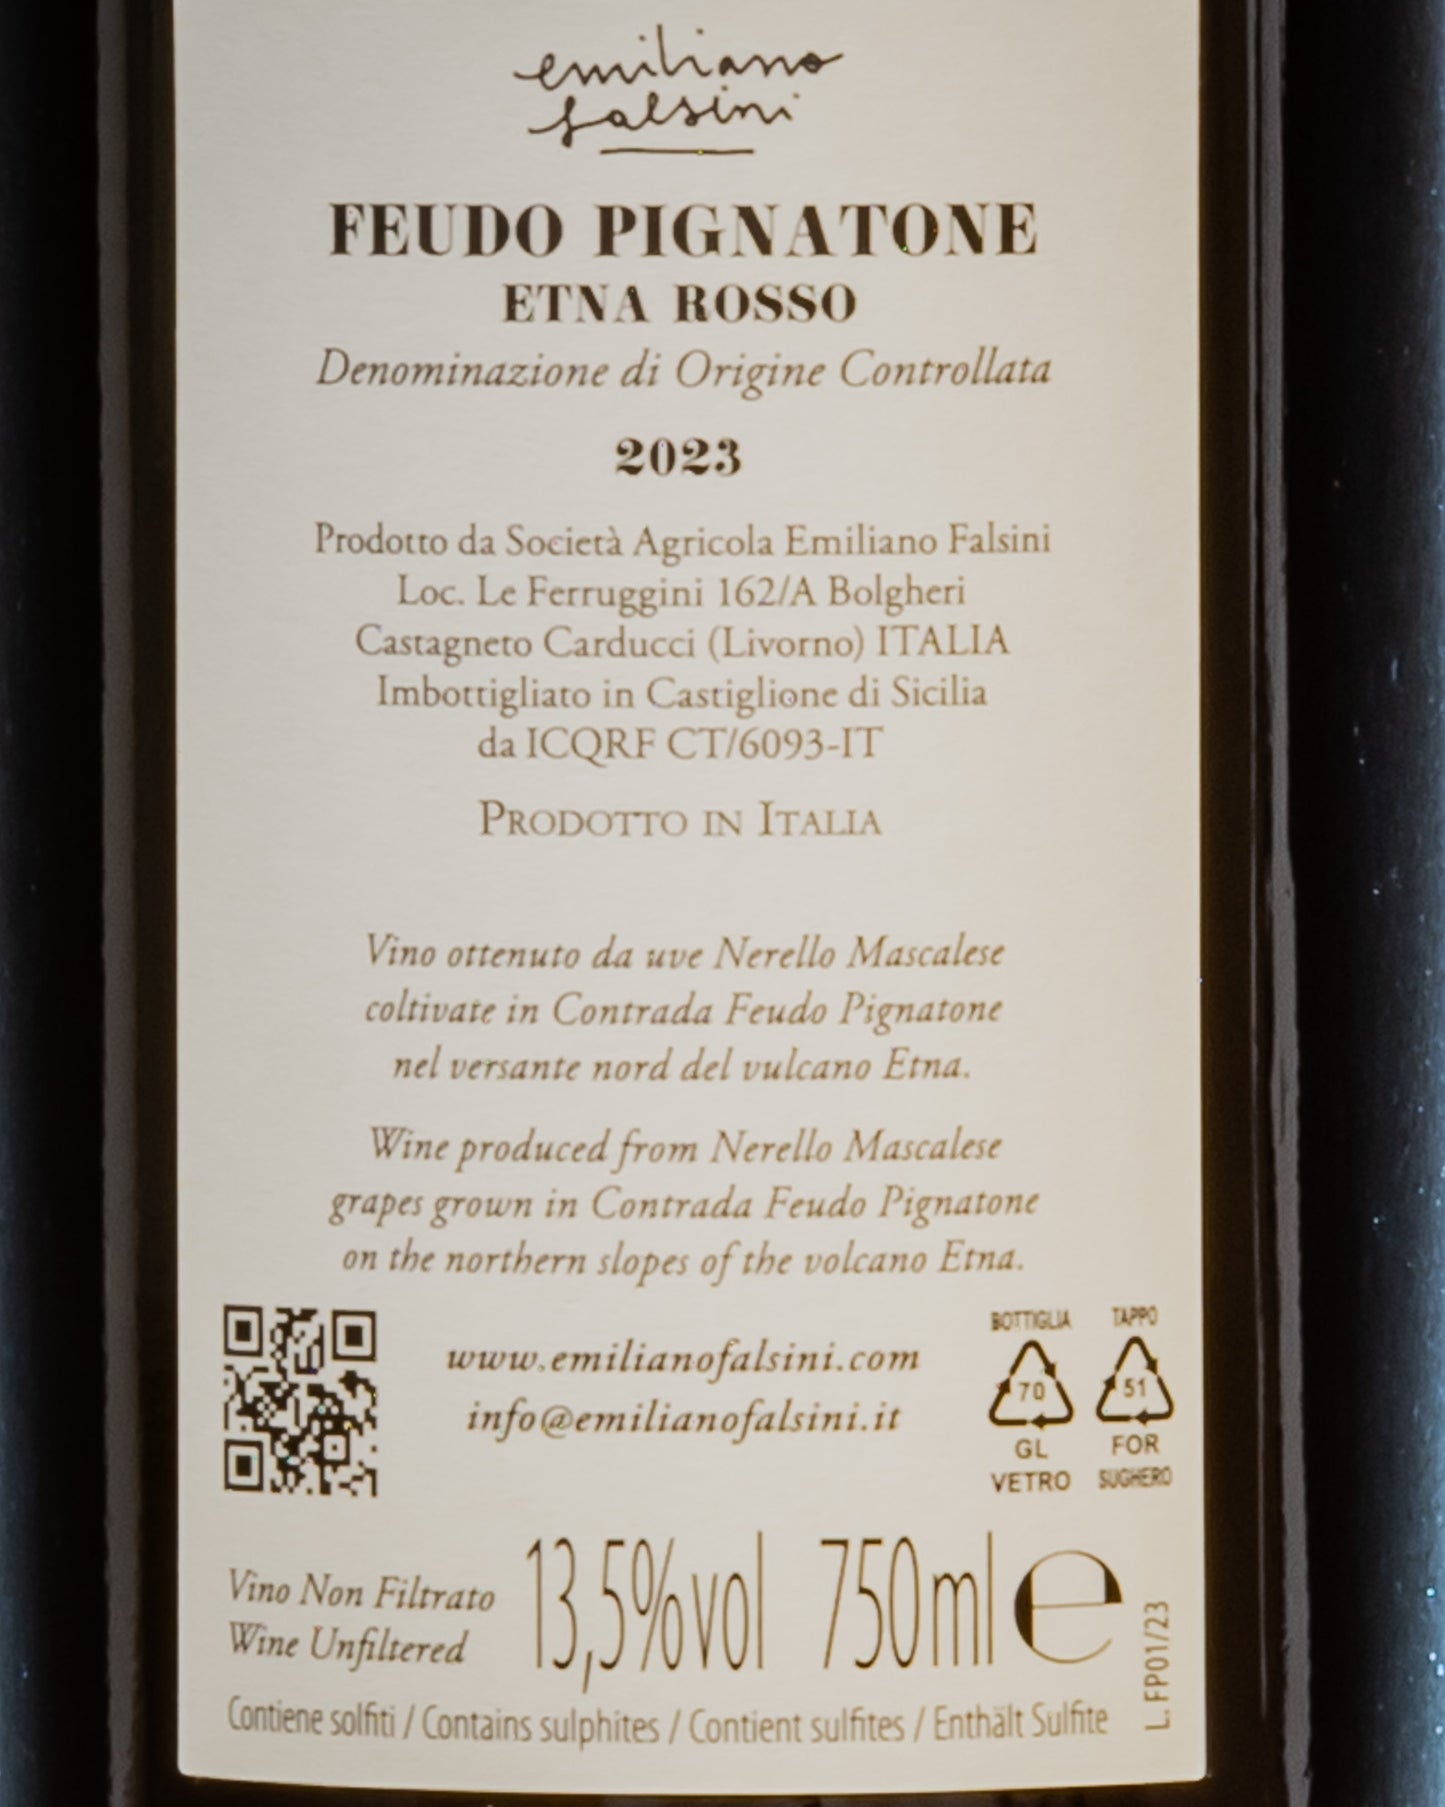 emiliano
falsini
FEUDO PIGNATONE
ETNA ROSSO
Denominazione di Origine Controllata
2023
Prodotto da Società Agricola Emiliano Falsini
Loc. Le Ferruggini 162/A Bolgheri
Castagneto Carducci (Livorno) ITALIA
Imbottigliato in Castiglione di Sicilia
da ICQRF CT/6093-IT
PRODOTTO IN ITALIA
Vino ottenuto da uve Nerello Mascalese
coltivate in Contrada Feudo Pignatone
nel versante nord del vulcano Etna.
Wine produced from Nerello Mascalese
grapes grown in Contrada Feudo Pignatone
on the northern slopes of the volcano Etna.
www.emilianofalsini.com
info@emilianofalsini.it
BOTTIGLIA
70
GL
VETRO
TAPPO
51
FOR
SUGHERO
Vino Non Filtrato
Wine Unfiltered
13,5%vol 750ml e
L. FP01/23
Contiene solfiti / Contains sulphites / Contient sulfites / Enthält Sulfite